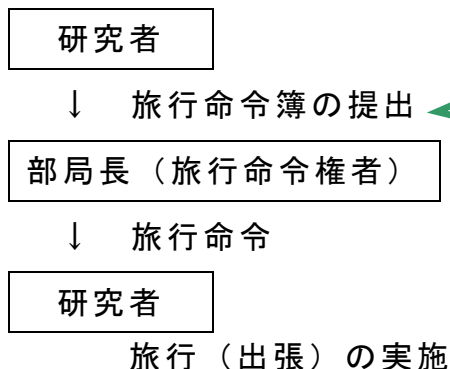 研究者
↓ 旅行命令簿の提出
部局長（旅行命令権者）
↓ 旅行命令
研究者
旅行（出張）の実施